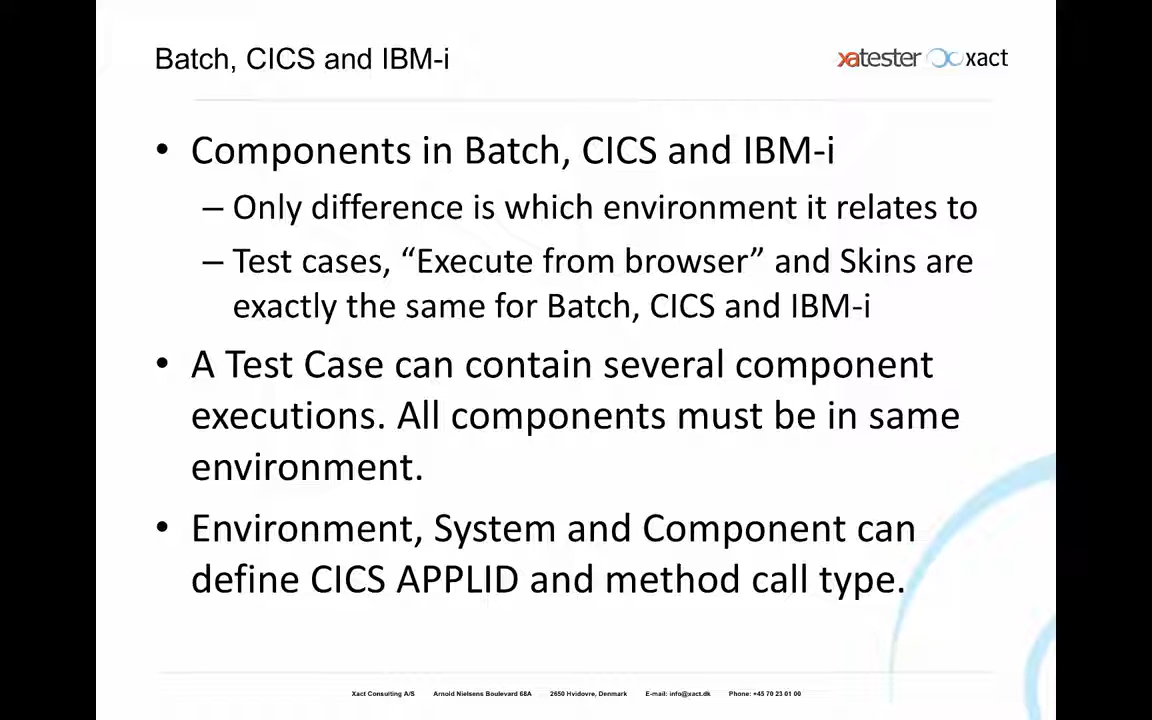 Batch, CICS and IBM-i
xatester xact
• Components in Batch, CICS and IBM-i
– Only difference is which environment it relates to
– Test cases, “Execute from browser” and Skins are
exactly the same for Batch, CICS and IBM-i
• A Test Case can contain several component
executions. All components must be in same
environment.
• Environment, System and Component can
define CICS APPLID and method call type.
Xact Consulting A/S Arnold Nielsens Boulevard 68A 2650 Hvidovre, Denmark E-mail: info@xact.dk Phone: +45 70 23 01 00